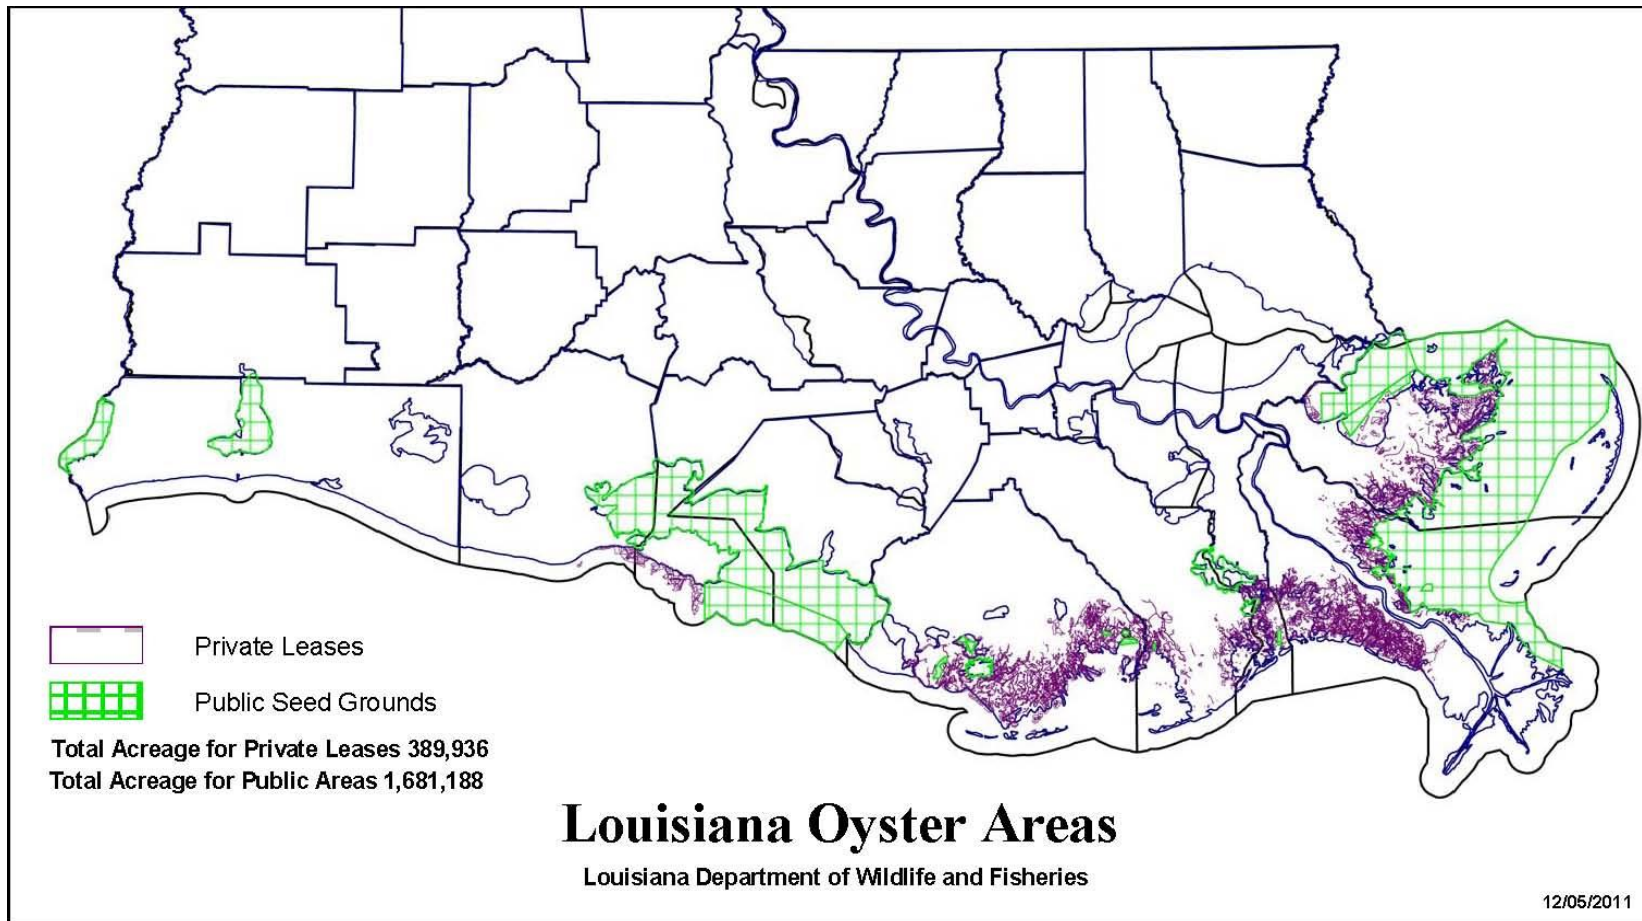 Private Leases
Public Seed Grounds
Total Acreage for Private Leases 389,936
Total Acreage for Public Areas 1,681,188
Louisiana Oyster Areas
Louisiana Department of Wildlife and Fisheries
12/05/2011